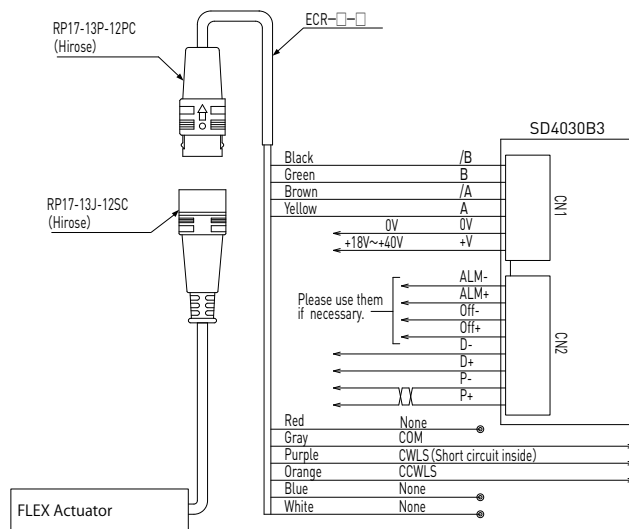 RP17-13P-12PC
(Hirose)
ECR-□-□
SD4030B3
RP17-13J-12SC
(Hirose)
Black /B
Green B
Brown /A
Yellow A
0V 0V
+18V~+40V +V
CN1
ALM-
ALM+
Off-
Off+
Please use them
if necessary.
D-
D+
P-
P+
CN2
Red None
Gray COM
Purple CWLS (Short circuit inside)
Orange CCWLS
Blue None
White None
FLEX Actuator